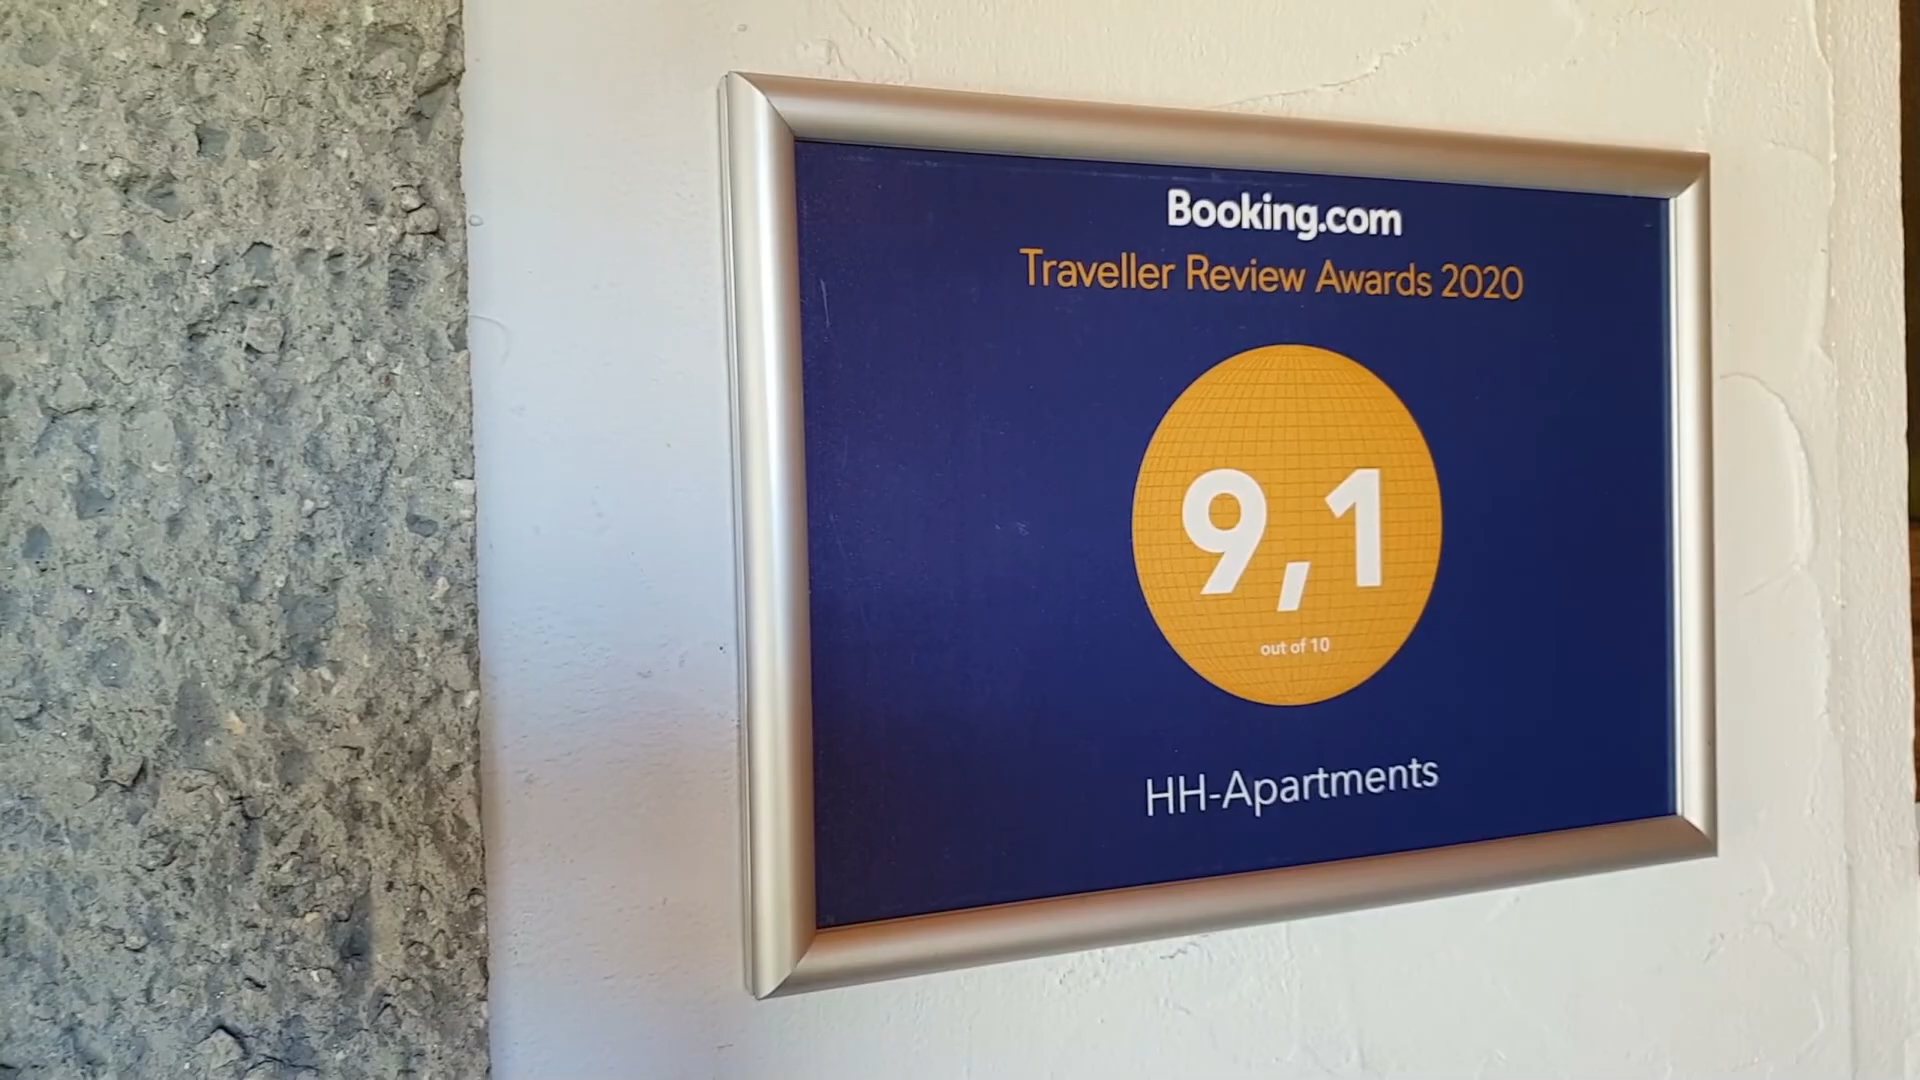 Booking.com
Traveller Review Awards 2020
9,1
out of 10
HH-Apartments